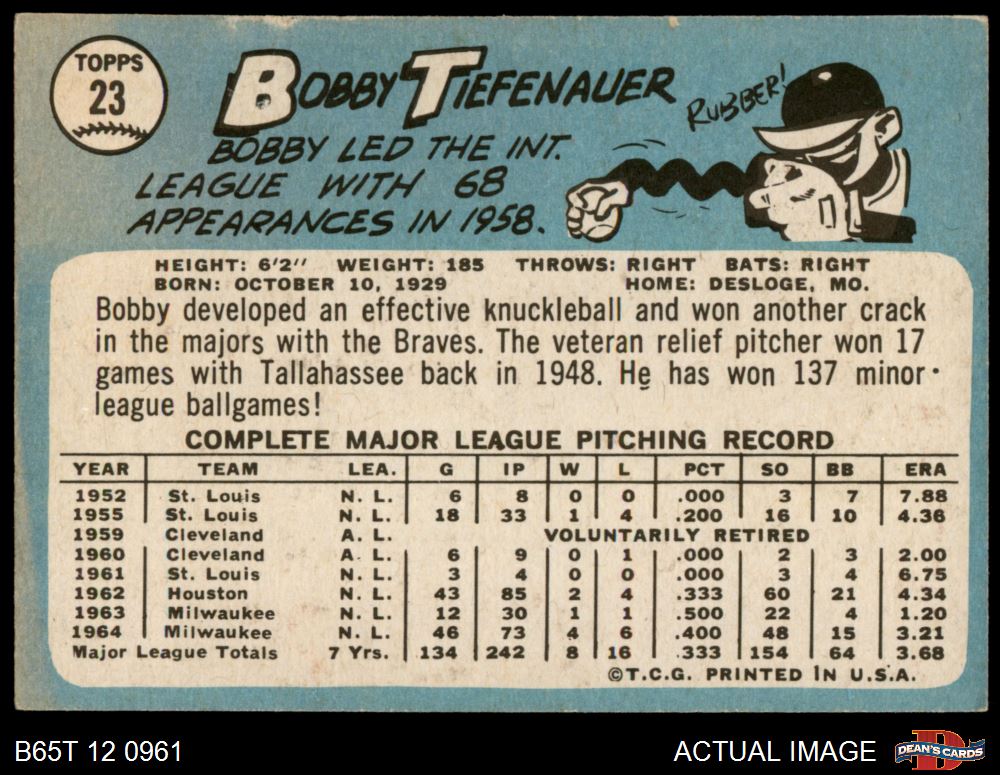 TOPPS
23
BOBBY TIEFENAUER
RUBBER!
BOBBY LED THE INT.
LEAGUE WITH 68
APPEARANCES IN 1958.
HEIGHT: 6'2" WEIGHT: 185 THROWS: RIGHT BATS: RIGHT
BORN: OCTOBER 10, 1929 HOME: DESLOGE, MO.
Bobby developed an effective knuckleball and won another crack
in the majors with the Braves. The veteran relief pitcher won 17
games with Tallahassee back in 1948. He has won 137 minor-
league ballgames!
COMPLETE MAJOR LEAGUE PITCHING RECORD
YEAR TEAM LEA. G IP W L PCT SO BB ERA
1952 St. Louis N. L. 6 8 0 0 .000 3 7 7.88
1955 St. Louis N. L. 18 33 1 4 .200 16 10 4.36
1959 Cleveland A. L. VOLUNTARILY RETIRED
1960 Cleveland A. L. 6 9 0 1 .000 2 3 2.00
1961 St. Louis N. L. 3 4 0 0 .000 3 4 6.75
1962 Houston N. L. 43 85 2 4 .333 60 21 4.34
1963 Milwaukee N. L. 12 30 1 1 .500 22 4 1.20
1964 Milwaukee N. L. 46 73 4 6 .400 48 15 3.21
Major League Totals 7 Yrs. 134 242 8 16 .333 154 64 3.68
©T.C.G. PRINTED IN U.S.A.
B65T 12 0961 ACTUAL IMAGE DEAN'S CARDS